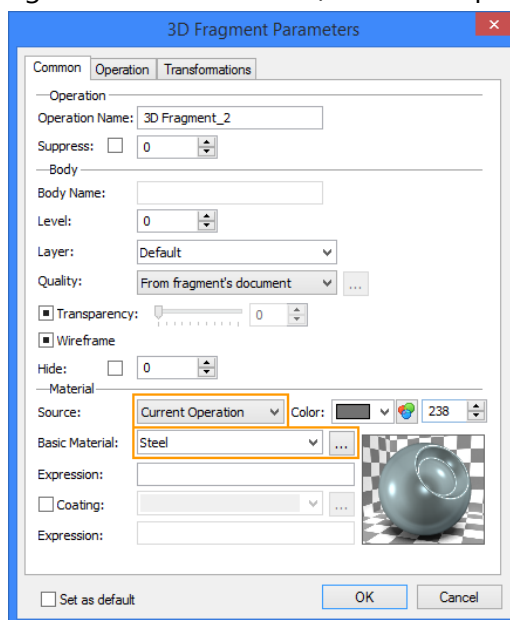 3D Fragment Parameters
Common Operation Transformations
Operation
Operation Name: 3D Fragment_2
Suppress: 0
Body
Body Name:
Level: 0
Layer: Default
Quality: From fragment's document ...
Transparency: 0
Wireframe
Hide: 0
Material
Source: Current Operation Color: 238
Basic Material: Steel ...
Expression:
Coating: ...
Expression:
Set as default OK Cancel